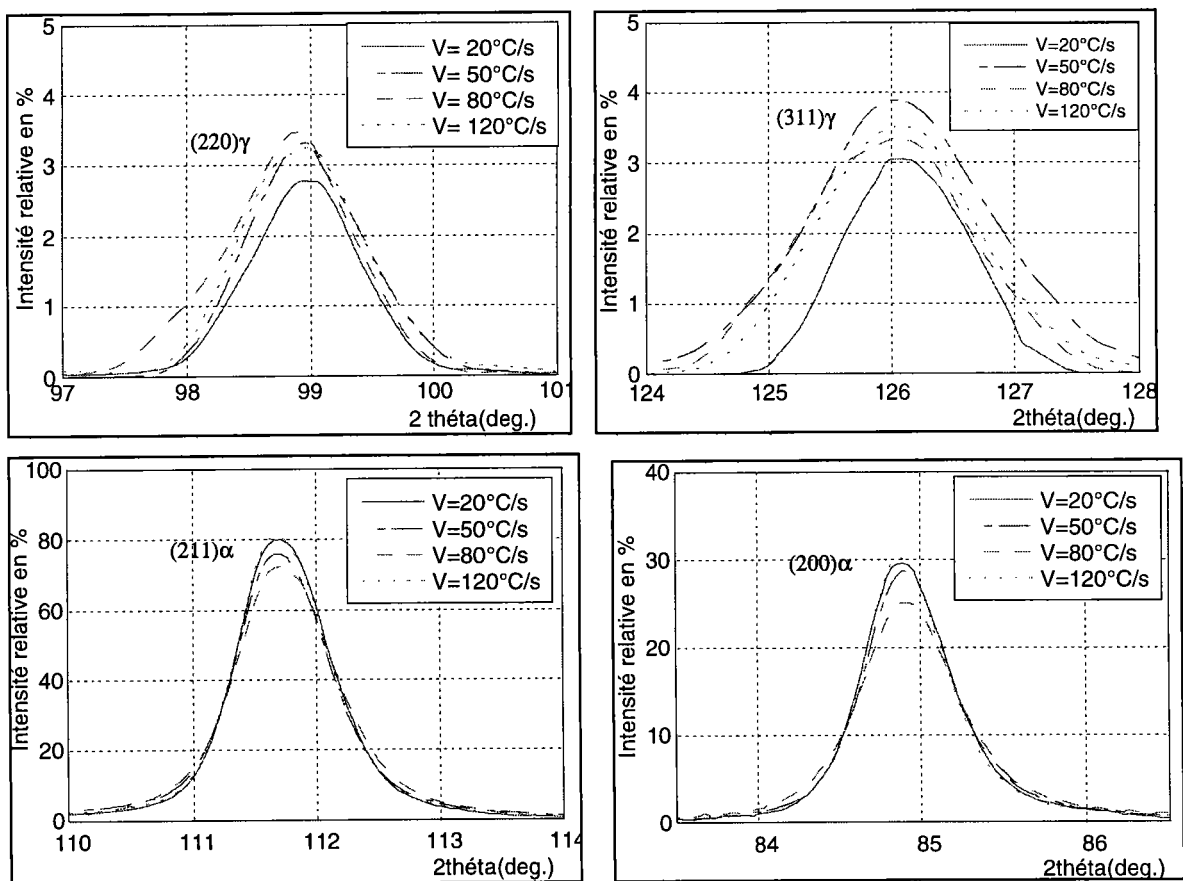 Intensité relative en %
5
4
3
2
1
0
(220)γ
V= 20°C/s
V= 50°C/s
V= 80°C/s
V= 120°C/s
97
98
99
100
101
2 théta(deg.)
Intensité relative en %
5
4
3
2
1
0
(311)γ
V=20°C/s
V=50°C/s
V=80°C/s
V=120°C/s
124
125
126
127
128
2théta(deg.)
Intensité relative en %
100
80
60
40
20
0
(211)α
V=20°C/s
V=50°C/s
V=80°C/s
V=120°C/s
110
111
112
113
114
2théta(deg.)
Intensité relative en %
40
30
20
10
0
(200)α
V=20°C/s
V=50°C/s
V=80°C/s
V=120°C/s
84
85
86
2théta(deg.)